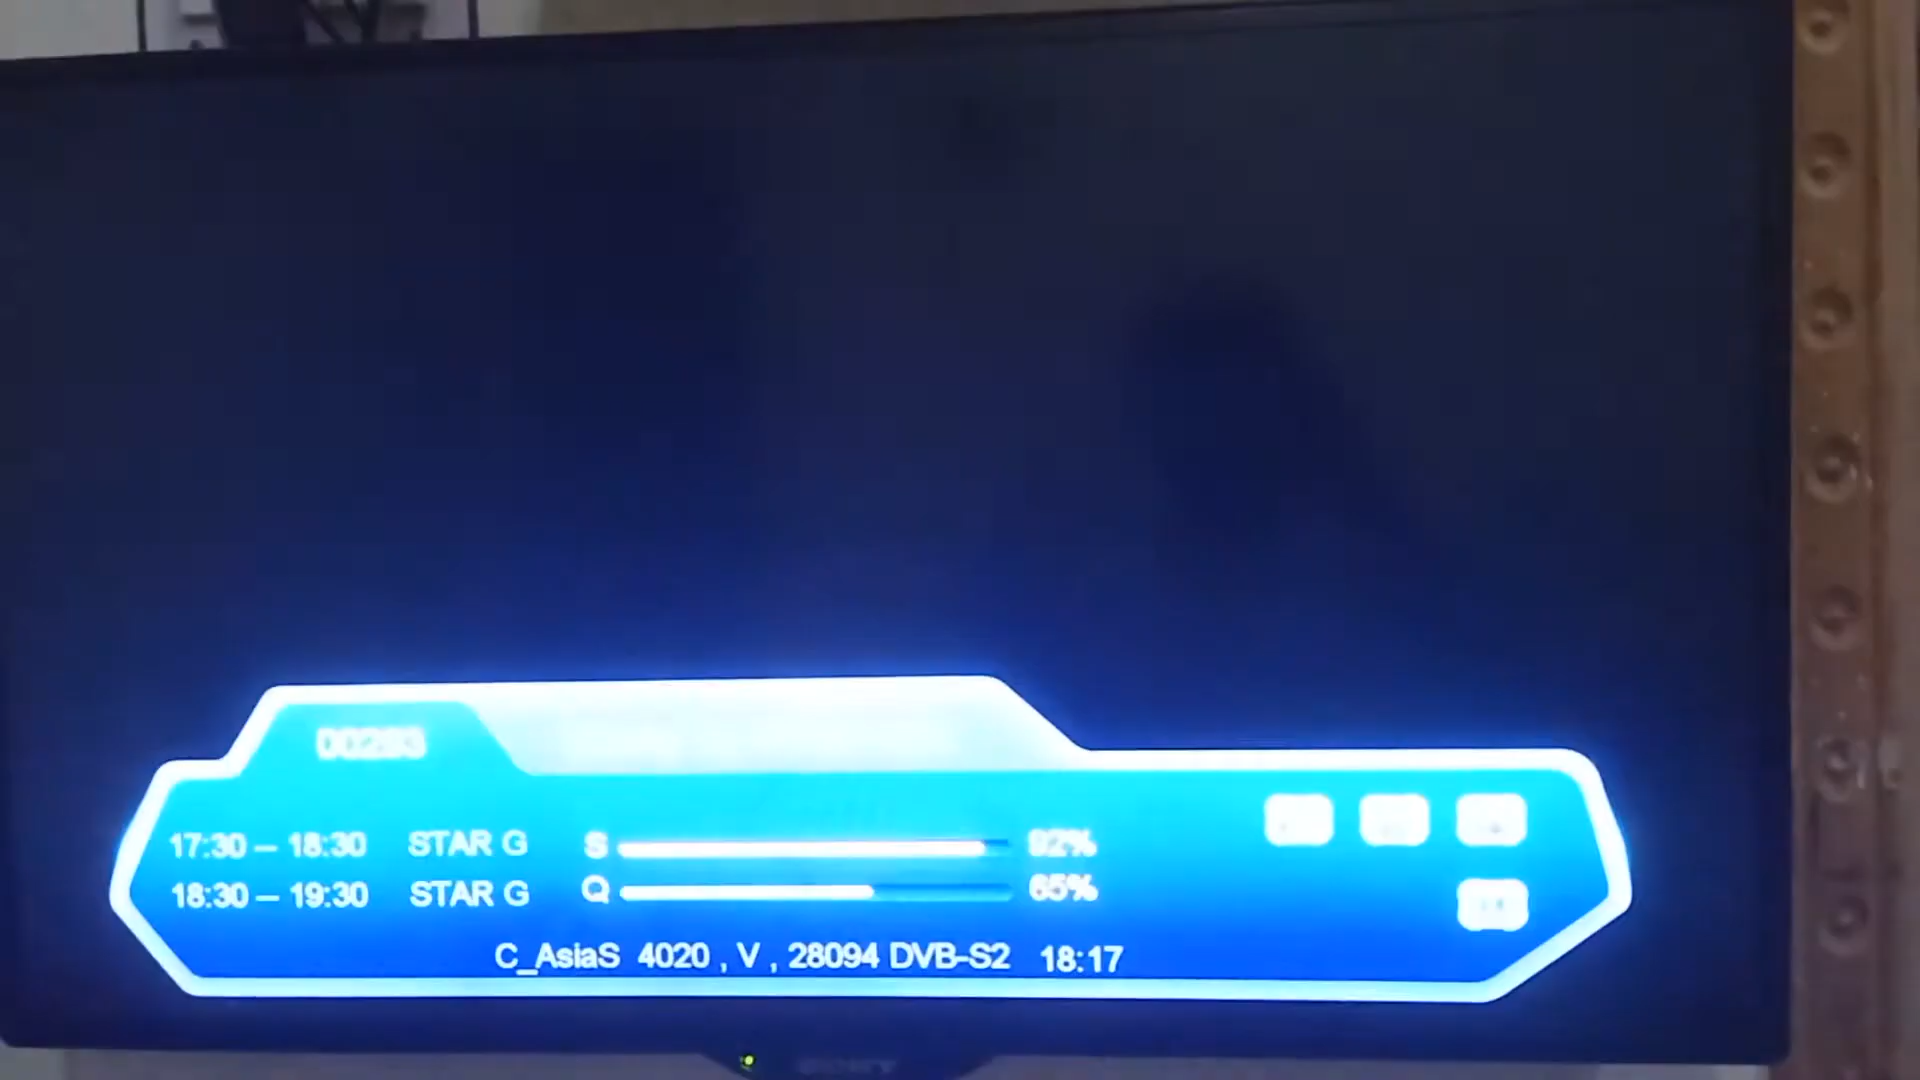 17:30 – 18:30 STAR G S 92%
18:30 – 19:30 STAR G Q 65%
C_AsiaS 4020 , V , 28094 DVB-S2 18:17